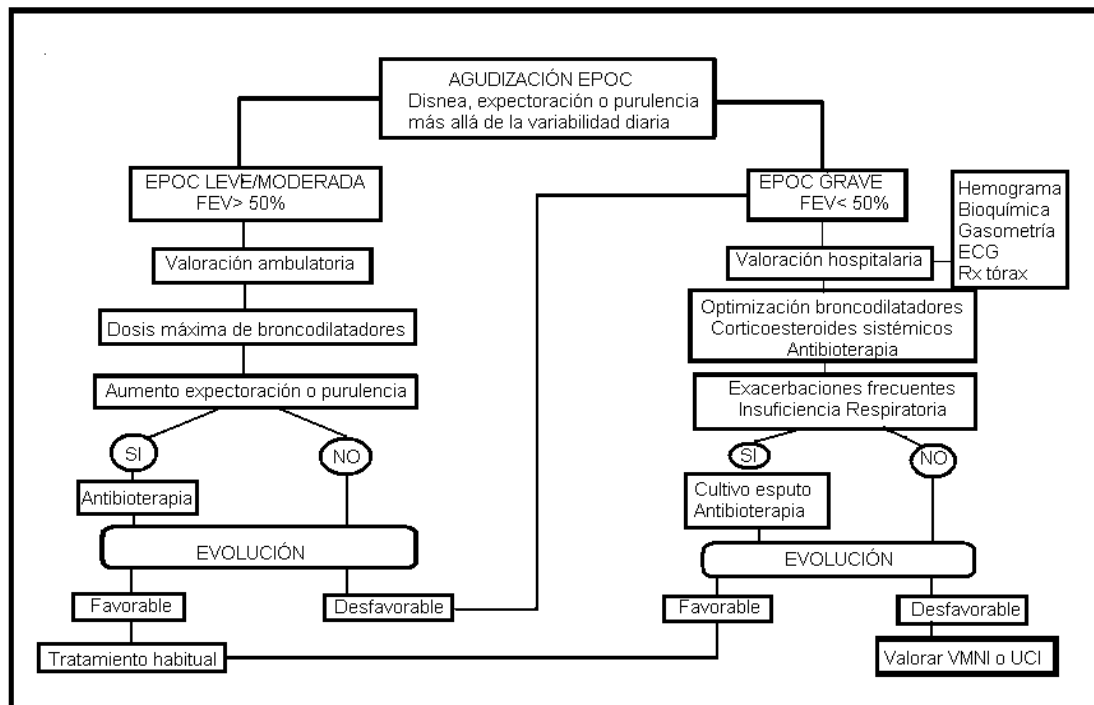 AGUDIZACIÓN EPOC
Disnea, expectoración o purulencia
más allá de la variabilidad diaria
EPOC LEVE/MODERADA
FEV> 50%
Valoración ambulatoria
Dosis máxima de broncodilatadores
Aumento expectoración o purulencia
SI
NO
Antibioterapia
EVOLUCIÓN
Favorable
Desfavorable
Tratamiento habitual
EPOC GRAVE
FEV< 50%
Hemograma
Bioquímica
Gasometría
ECG
Rx tórax
Valoración hospitalaria
Optimización broncodilatadores
Corticoesteroides sistémicos
Antibioterapia
Exacerbaciones frecuentes
Insuficiencia Respiratoria
SI
NO
Cultivo esputo
Antibioterapia
EVOLUCIÓN
Favorable
Desfavorable
Valorar VMNI o UCI